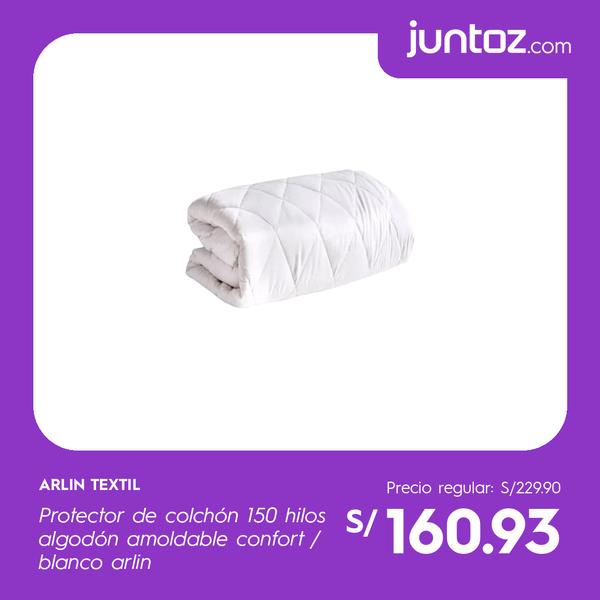 juntoz.com
ARLIN TEXTIL
Protector de colchón 150 hilos
algodón amoldable confort /
blanco arlin
Precio regular: S/229.90
S/160.93